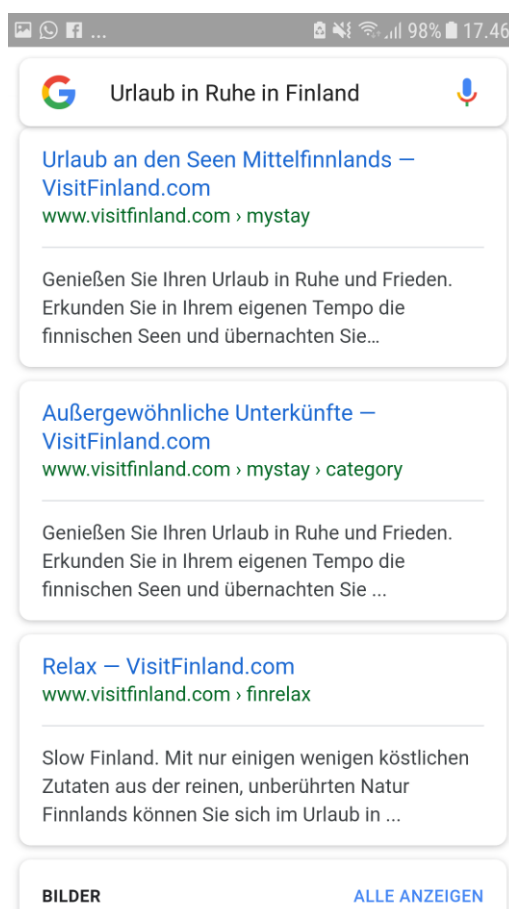 98% 17.46
Urlaub in Ruhe in Finland
Urlaub an den Seen Mittelfinnlands —
VisitFinland.com
www.visitfinland.com › mystay
Genießen Sie Ihren Urlaub in Ruhe und Frieden.
Erkunden Sie in Ihrem eigenen Tempo die
finnischen Seen und übernachten Sie...
Außergewöhnliche Unterkünfte —
VisitFinland.com
www.visitfinland.com › mystay › category
Genießen Sie Ihren Urlaub in Ruhe und Frieden.
Erkunden Sie in Ihrem eigenen Tempo die
finnischen Seen und übernachten Sie ...
Relax — VisitFinland.com
www.visitfinland.com › finrelax
Slow Finland. Mit nur einigen wenigen köstlichen
Zutaten aus der reinen, unberührten Natur
Finnlands können Sie sich im Urlaub in ...
BILDER ALLE ANZEIGEN